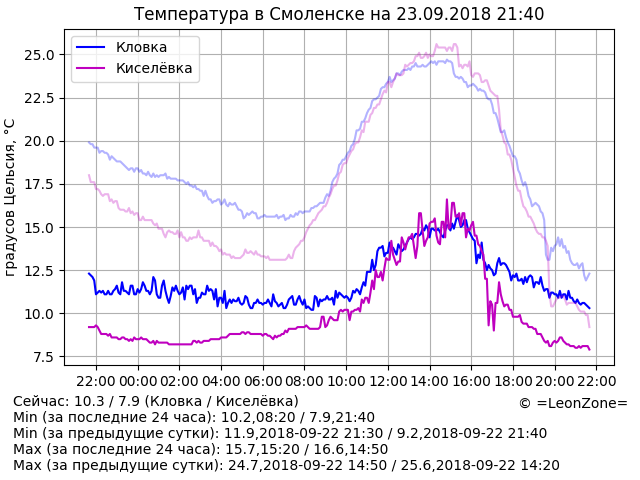 Температура в Смоленске на 23.09.2018 21:40
Кловка
Киселёвка
градусов Цельсия, °C
25.0
22.5
20.0
17.5
15.0
12.5
10.0
7.5
22:00 00:00 02:00 04:00 06:00 08:00 10:00 12:00 14:00 16:00 18:00 20:00 22:00
Сейчас: 10.3 / 7.9 (Кловка / Киселёвка)
© =LeonZone=
Min (за последние 24 часа): 10.2,08:20 / 7.9,21:40
Min (за предыдущие сутки): 11.9,2018-09-22 21:30 / 9.2,2018-09-22 21:40
Max (за последние 24 часа): 15.7,15:20 / 16.6,14:50
Max (за предыдущие сутки): 24.7,2018-09-22 14:50 / 25.6,2018-09-22 14:20